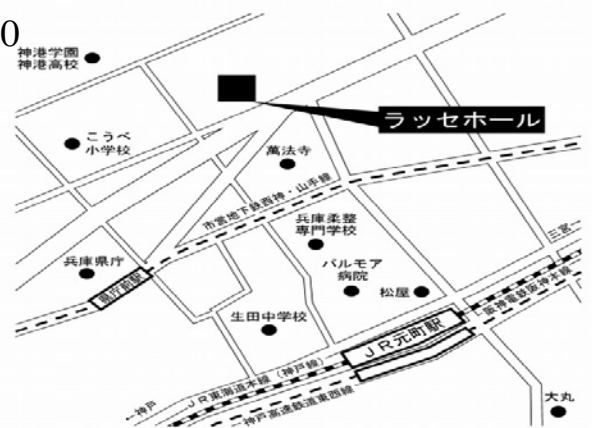 0
神港学園
神港高校
ラッセホール
こうべ
小学校
萬法寺
市営地下鉄西神・山手線
兵庫柔整
専門学校
三宮→
兵庫県庁
県庁前駅
パルモア
病院
松屋
阪神電鉄阪神本線
生田中学校
JR元町駅
JR東海道本線(神戸線)
←神戸
神戸高速鉄道東西線
大丸